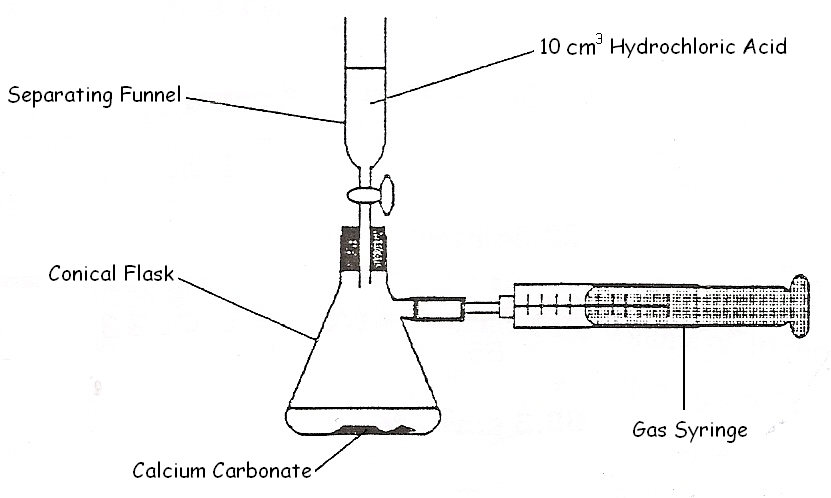 10 cm³ Hydrochloric Acid
Separating Funnel
Conical Flask
Gas Syringe
Calcium Carbonate